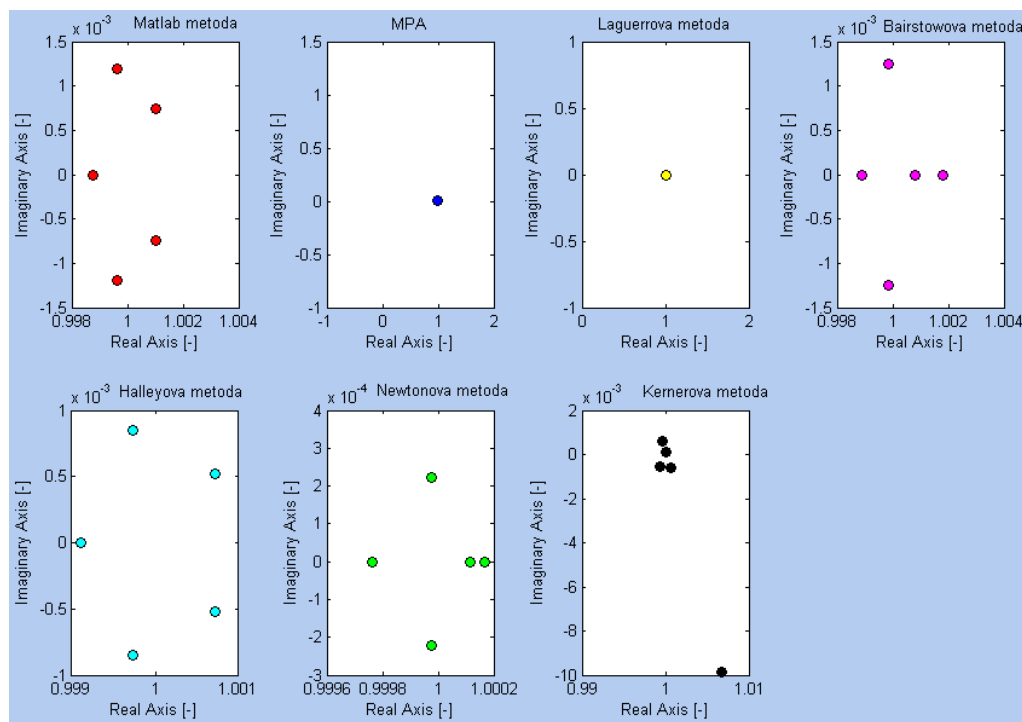 x 10^-3 Matlab metoda
1.5
1
0.5
0
-0.5
-1
-1.5
Imaginary Axis [-]
0.998 1 1.002 1.004
Real Axis [-]
MPA
1.5
1
0.5
0
-0.5
-1
Imaginary Axis [-]
-1 0 1 2
Real Axis [-]
Laguerrova metoda
1
0.5
0
-0.5
-1
Imaginary Axis [-]
0 1 2
Real Axis [-]
x 10^-3 Bairstowova metoda
1.5
1
0.5
0
-0.5
-1
-1.5
Imaginary Axis [-]
0.998 1 1.002 1.004
Real Axis [-]
x 10^-3 Halleyova metoda
1
0.5
0
-0.5
-1
Imaginary Axis [-]
0.999 1 1.001
Real Axis [-]
x 10^-4 Newtonova metoda
4
2
0
-2
-3
Imaginary Axis [-]
0.9996 0.9998 1 1.0002
Real Axis [-]
x 10^-3 Kernerova metoda
2
0
-2
-4
-6
-8
-10
Imaginary Axis [-]
0.99 1 1.01
Real Axis [-]